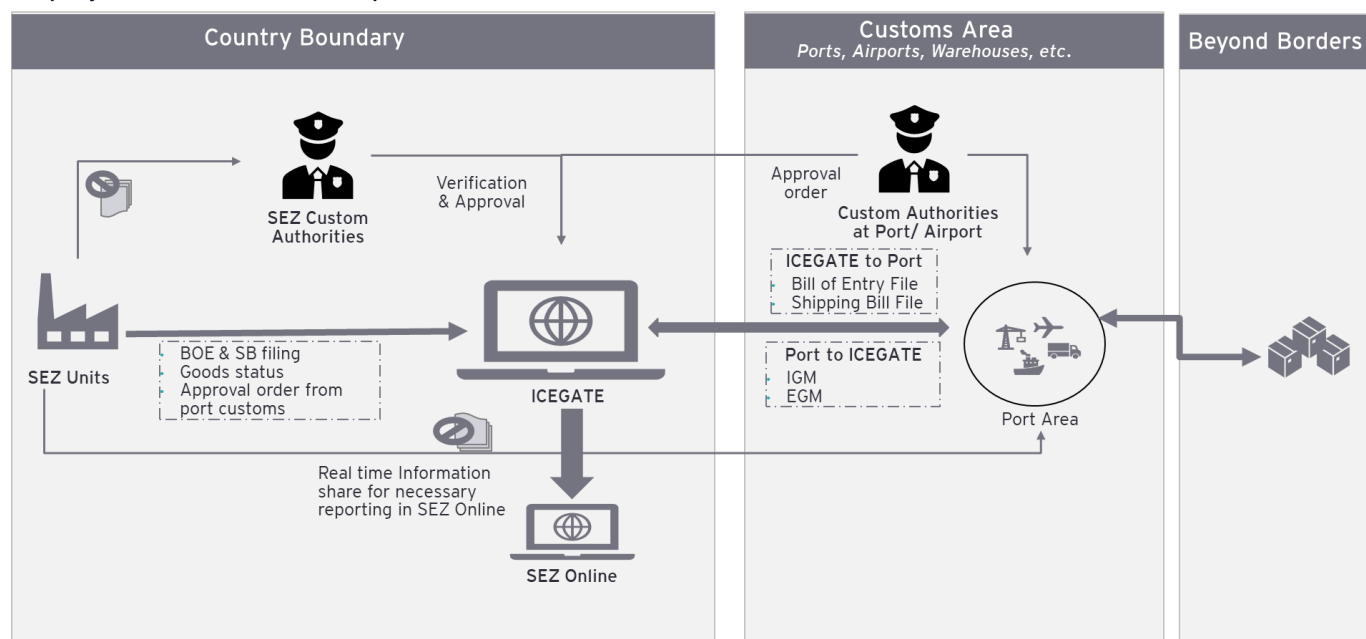 Country Boundary
Customs Area
Ports, Airports, Warehouses, etc.
Beyond Borders
SEZ Custom
Authorities
Verification
& Approval
Approval
order
Custom Authorities
at Port/ Airport
ICEGATE to Port
Bill of Entry File
Shipping Bill File
SEZ Units
BOE & SB filing
Goods status
Approval order from
port customs
ICEGATE
Port to ICEGATE
IGM
EGM
Port Area
Real time Information
share for necessary
reporting in SEZ Online
SEZ Online